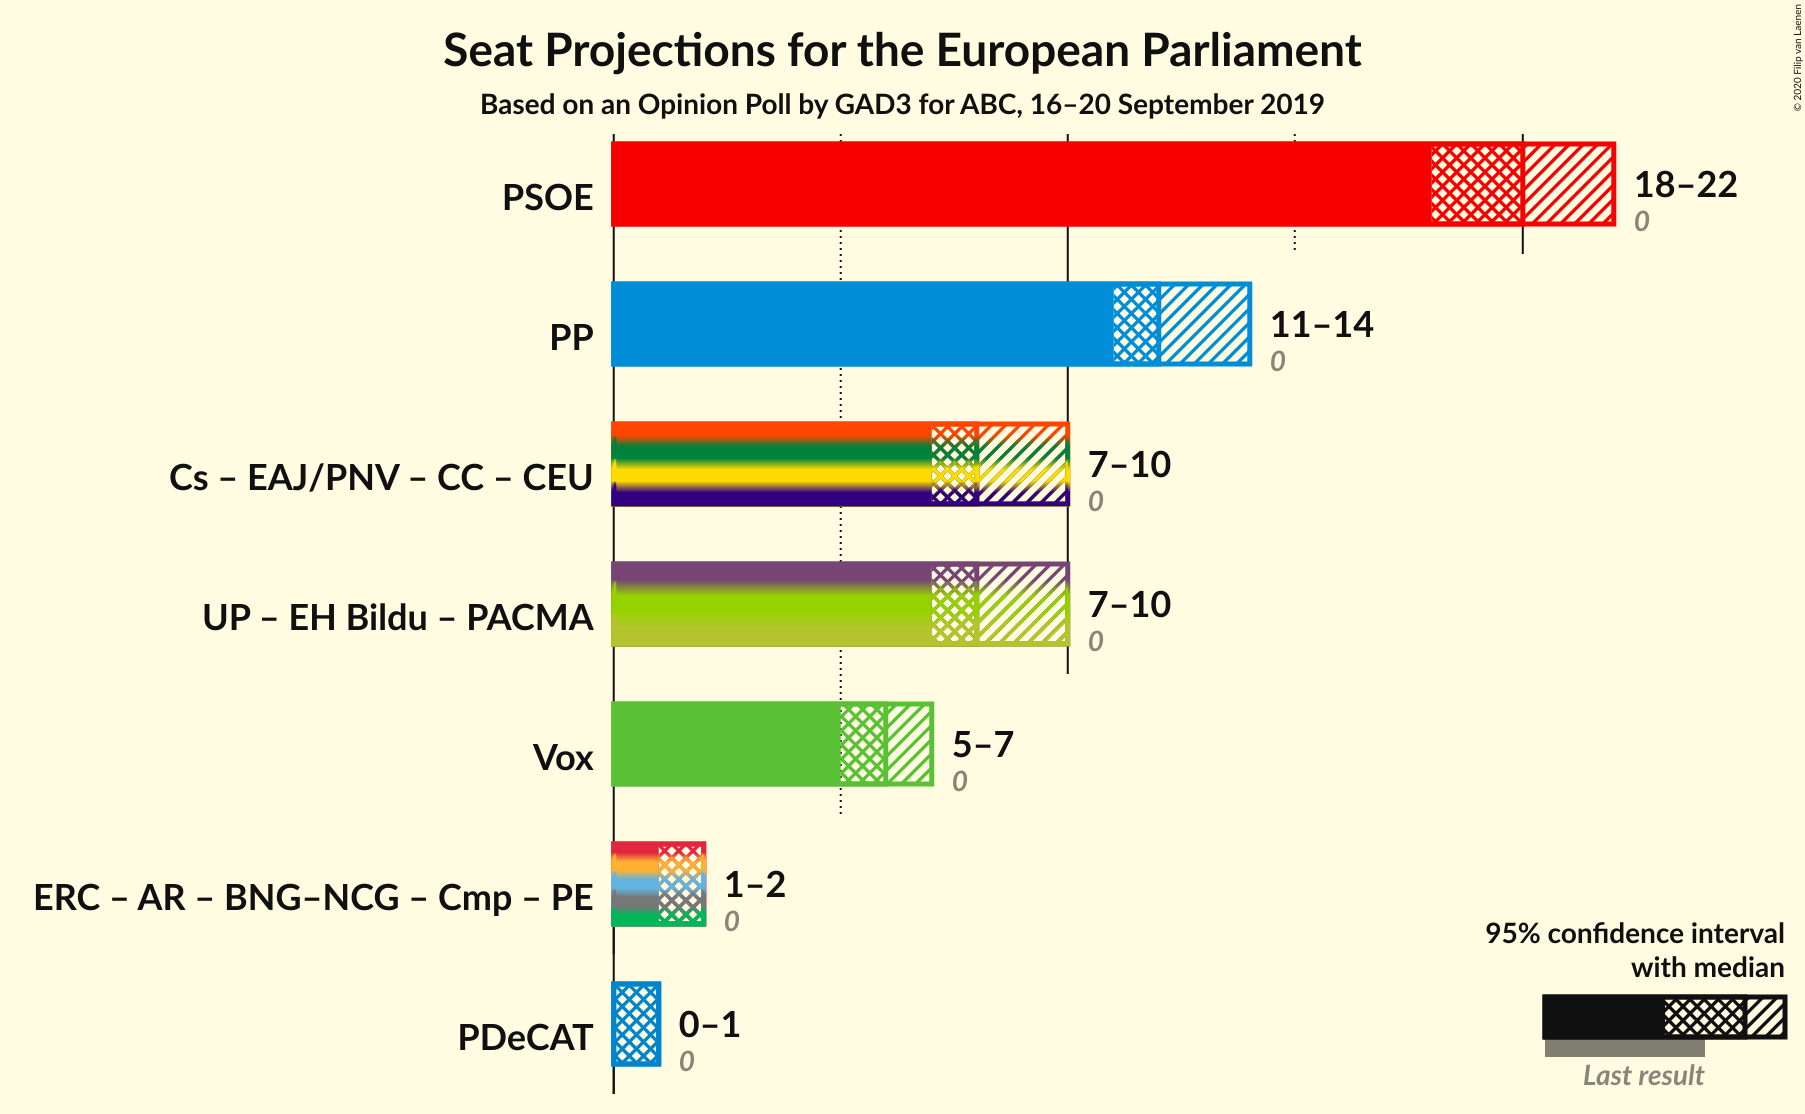 Seat Projections for the European Parliament
Based on an Opinion Poll by GAD3 for ABC, 16–20 September 2019
© 2020 Filip van Laenen
PSOE
18–22
0
PP
11–14
0
Cs – EAJ/PNV – CC – CEU
7–10
0
UP – EH Bildu – PACMA
7–10
0
Vox
5–7
0
ERC – AR – BNG–NCG – Cmp – PE
1–2
0
PDeCAT
0–1
0
95% confidence interval
with median
Last result